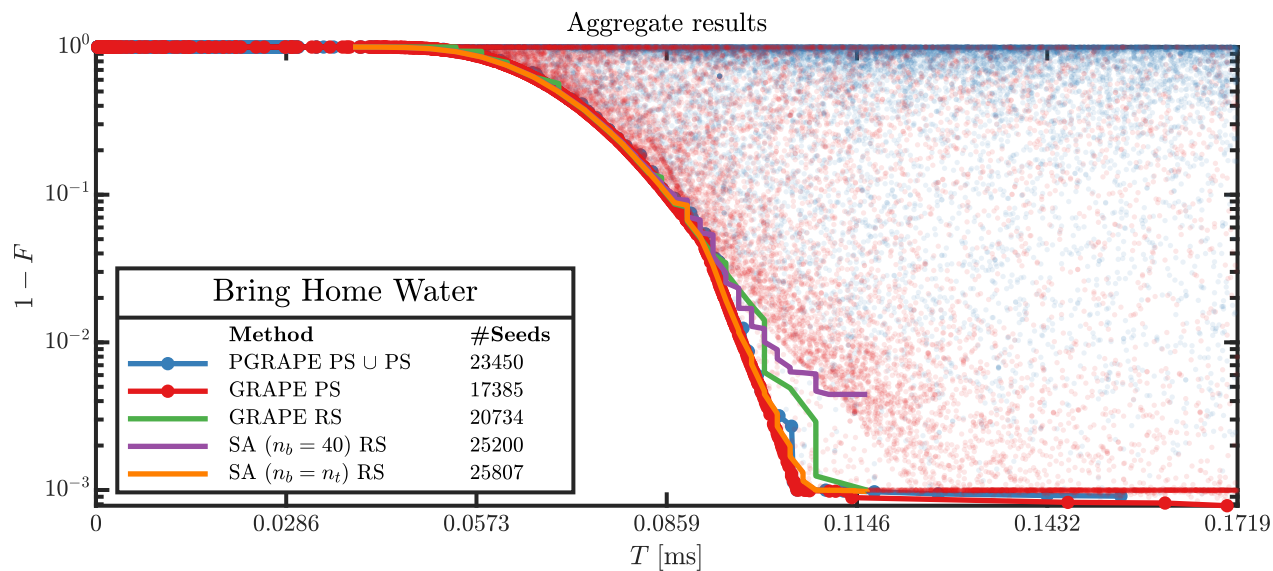 Aggregate results
10⁰
10⁻¹
10⁻²
10⁻³
1 − F
Bring Home Water
Method #Seeds
PGRAPE PS ∪ PS 23450
GRAPE PS 17385
GRAPE RS 20734
SA (n_b = 40) RS 25200
SA (n_b = n_t) RS 25807
0 0.0286 0.0573 0.0859 0.1146 0.1432 0.1719
T [ms]